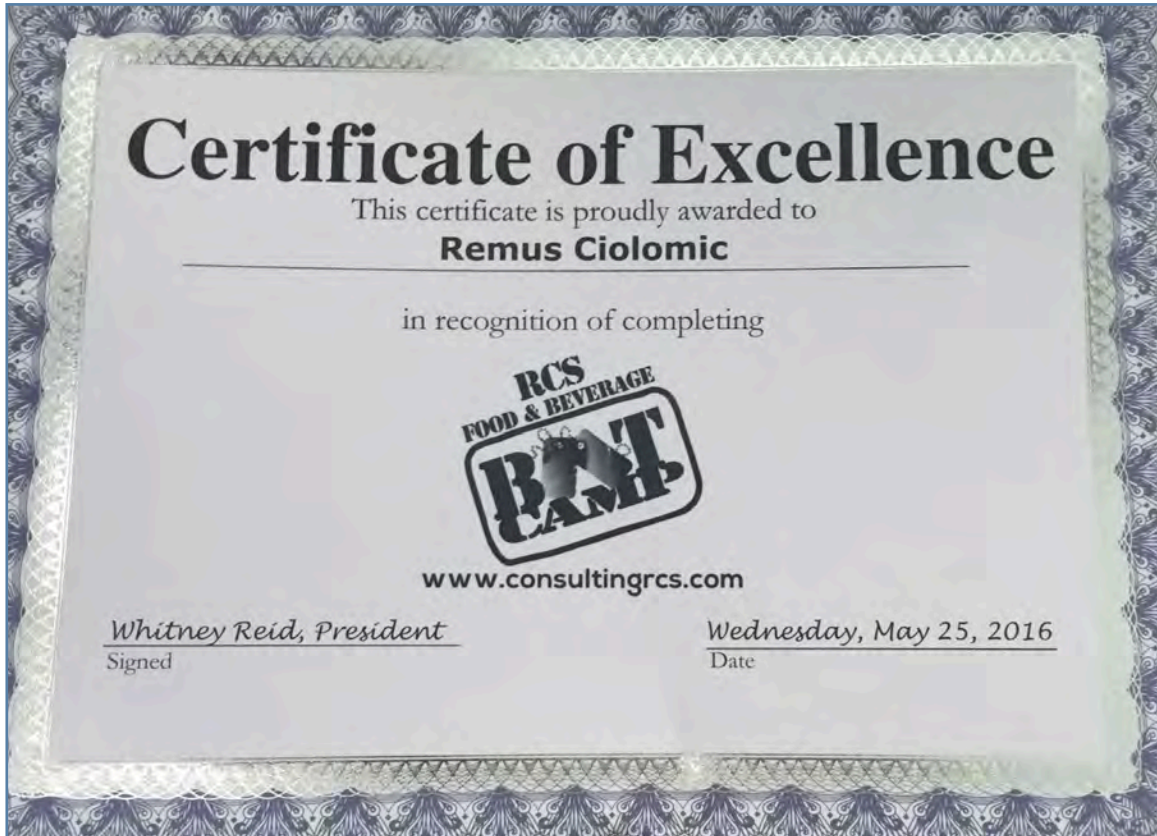 Certificate of Excellence
This certificate is proudly awarded to
Remus Ciolomic
in recognition of completing
RCS
FOOD & BEVERAGE
BOOT
CAMP
www.consultingrcs.com
Whitney Reid, President
Signed
Wednesday, May 25, 2016
Date